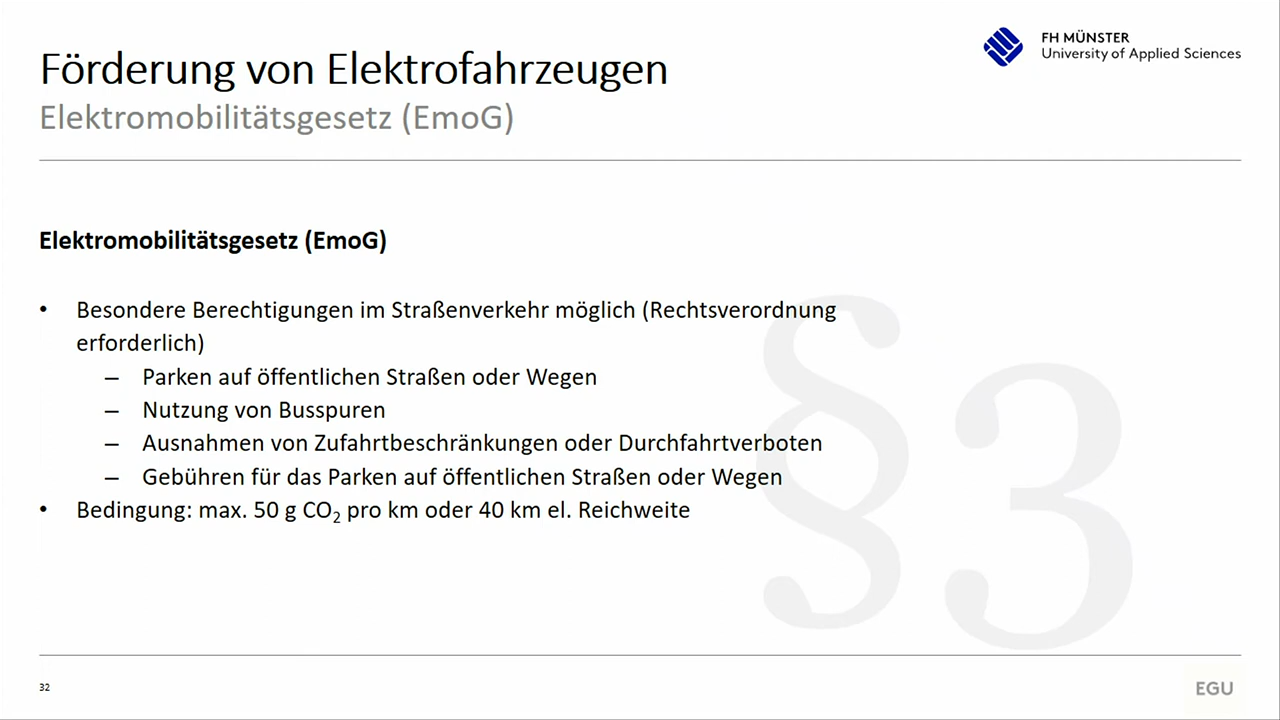 FH MÜNSTER
University of Applied Sciences
Förderung von Elektrofahrzeugen
Elektromobilitätsgesetz (EmoG)
Elektromobilitätsgesetz (EmoG)
• Besondere Berechtigungen im Straßenverkehr möglich (Rechtsverordnung
erforderlich)
– Parken auf öffentlichen Straßen oder Wegen
– Nutzung von Busspuren
– Ausnahmen von Zufahrtbeschränkungen oder Durchfahrtverboten
– Gebühren für das Parken auf öffentlichen Straßen oder Wegen
• Bedingung: max. 50 g CO₂ pro km oder 40 km el. Reichweite
§3
32
EGU